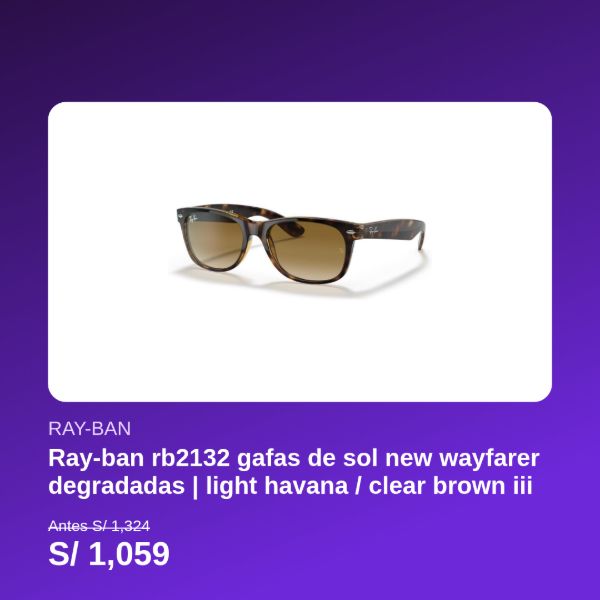 RAY-BAN
Ray-ban rb2132 gafas de sol new wayfarer
degradadas | light havana / clear brown iii
Antes S/ 1,324
S/ 1,059